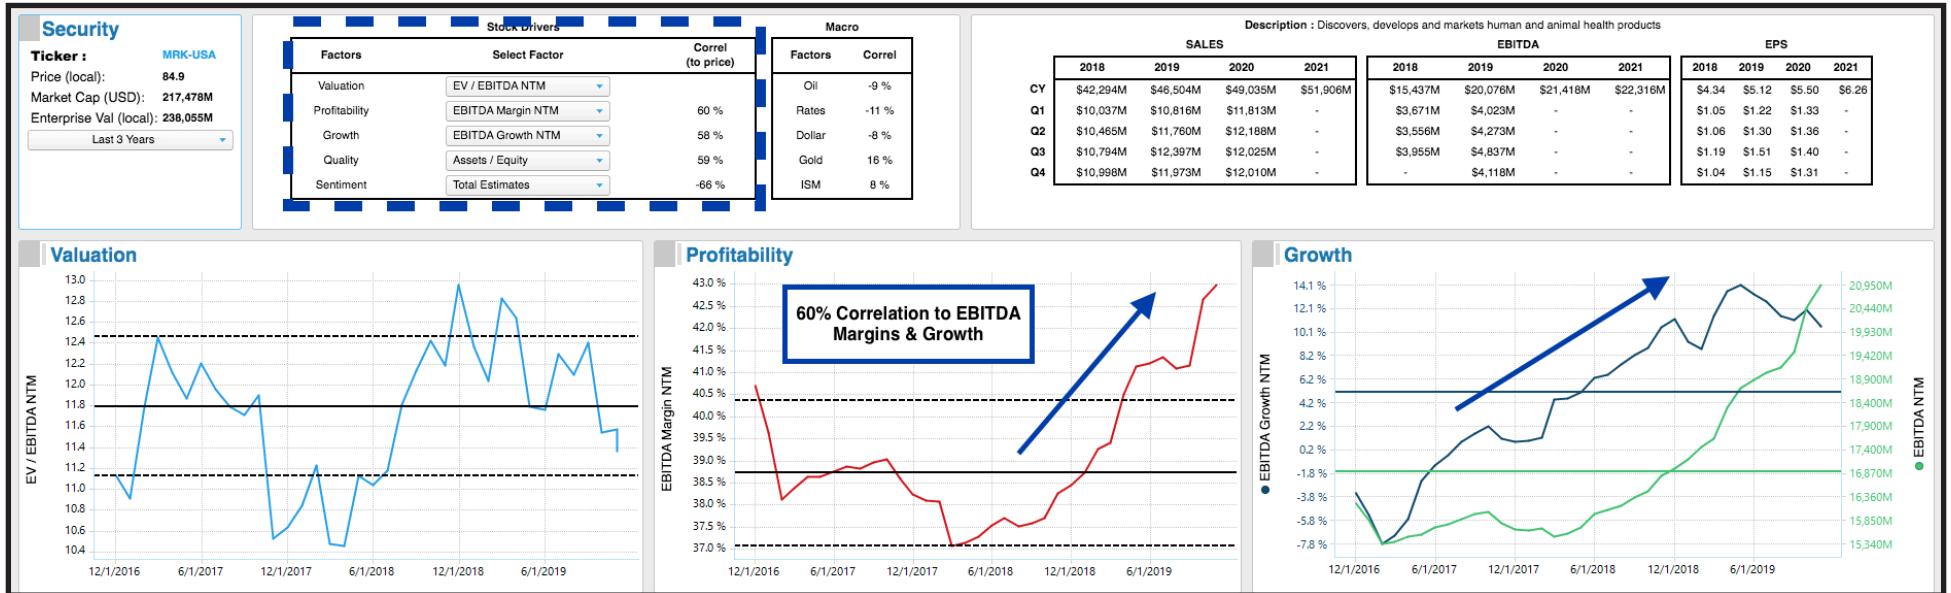 Security
Ticker : MRK-USA
Price (local): 84.9
Market Cap (USD): 217,478M
Enterprise Val (local): 238,055M
Last 3 Years
Stock Drivers
Factors Select Factor Correl (to price)
Valuation EV / EBITDA NTM
Profitability EBITDA Margin NTM 60 %
Growth EBITDA Growth NTM 58 %
Quality Assets / Equity 59 %
Sentiment Total Estimates -66 %
Macro
Factors Correl
Oil -9 %
Rates -11 %
Dollar -8 %
Gold 16 %
ISM 8 %
Description : Discovers, develops and markets human and animal health products
SALES EBITDA EPS
2018 2019 2020 2021 2018 2019 2020 2021 2018 2019 2020 2021
CY $42,294M $46,504M $49,035M $51,906M $15,437M $20,076M $21,418M $22,316M $4.34 $5.12 $5.50 $6.26
Q1 $10,037M $10,816M $11,813M - $3,671M $4,023M - - $1.05 $1.22 $1.33 -
Q2 $10,465M $11,760M $12,188M - $3,556M $4,273M - - $1.06 $1.30 $1.36 -
Q3 $10,794M $12,397M $12,025M - $3,955M $4,837M - - $1.19 $1.51 $1.40 -
Q4 $10,998M $11,973M $12,010M - - $4,118M - - $1.04 $1.15 $1.31 -
Valuation
EV / EBITDA NTM
13.0
12.8
12.6
12.4
12.2
12.0
11.8
11.6
11.4
11.2
11.0
10.8
10.6
10.4
12/1/2016 6/1/2017 12/1/2017 6/1/2018 12/1/2018 6/1/2019
Profitability
60% Correlation to EBITDA
Margins & Growth
EBITDA Margin NTM
43.0 %
42.5 %
42.0 %
41.5 %
41.0 %
40.5 %
40.0 %
39.5 %
39.0 %
38.5 %
38.0 %
37.5 %
37.0 %
12/1/2016 6/1/2017 12/1/2017 6/1/2018 12/1/2018 6/1/2019
Growth
EBITDA Growth NTM
14.1 %
12.1 %
10.1 %
8.2 %
6.2 %
4.2 %
2.2 %
0.2 %
-1.8 %
-3.8 %
-5.8 %
-7.8 %
20,950M
20,440M
19,930M
19,420M
18,900M
18,400M
17,900M
17,400M
16,870M
16,360M
15,850M
15,340M
EBITDA NTM
12/1/2016 6/1/2017 12/1/2017 6/1/2018 12/1/2018 6/1/2019